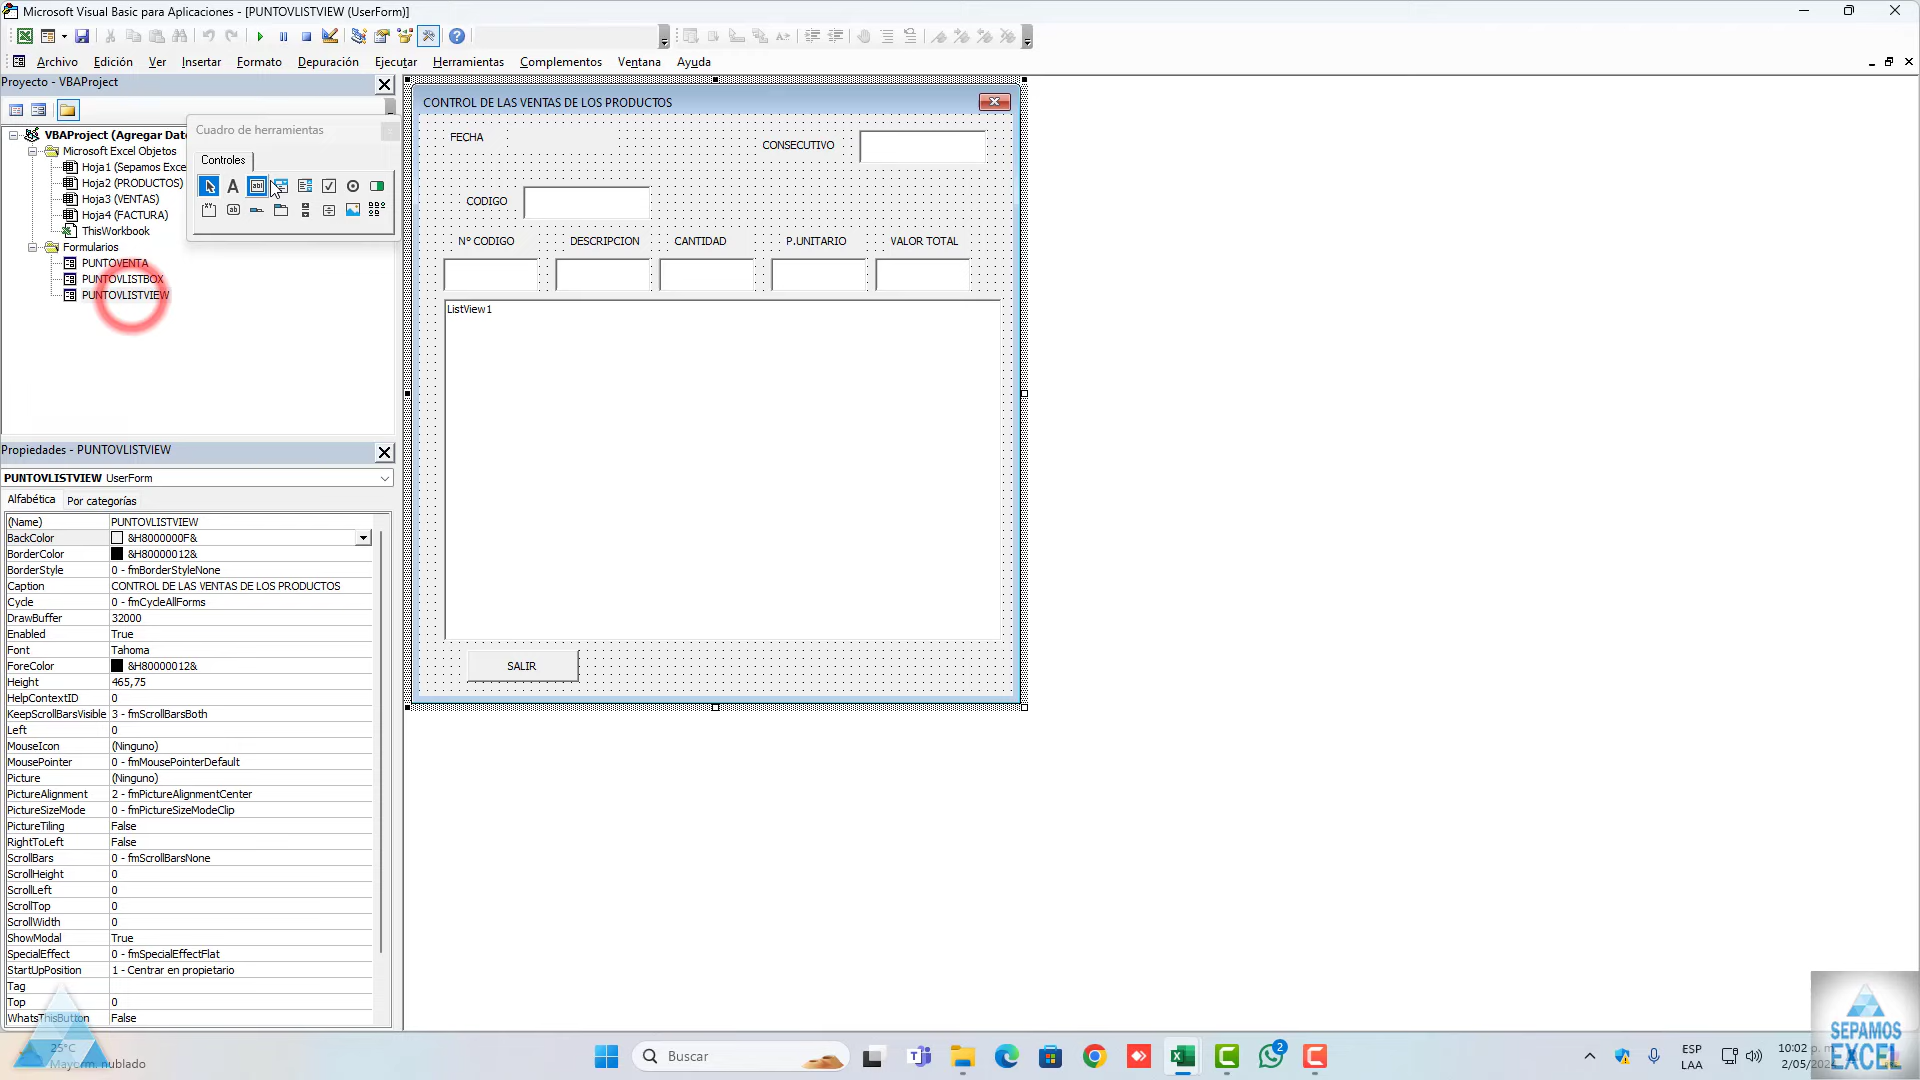 Microsoft Visual Basic para Aplicaciones - [PUNTOVLISTVIEW (UserForm)]
Archivo Edición Ver Insertar Formato Depuración Ejecutar Herramientas Complementos Ventana Ayuda
Proyecto - VBAProject
VBAProject (Agregar Dat
Microsoft Excel Objetos
Hoja1 (Sepamos Exce
Hoja2 (PRODUCTOS)
Hoja3 (VENTAS)
Hoja4 (FACTURA)
ThisWorkbook
Formularios
PUNTOVENTA
PUNTOVLISTBOX
PUNTOVLISTVIEW
Cuadro de herramientas
Controles
Propiedades - PUNTOVLISTVIEW
PUNTOVLISTVIEW UserForm
Alfabética Por categorías
(Name) PUNTOVLISTVIEW
BackColor &H8000000F&
BorderColor &H80000012&
BorderStyle 0 - fmBorderStyleNone
Caption CONTROL DE LAS VENTAS DE LOS PRODUCTOS
Cycle 0 - fmCycleAllForms
DrawBuffer 32000
Enabled True
Font Tahoma
ForeColor &H80000012&
Height 465,75
HelpContextID 0
KeepScrollBarsVisible 3 - fmScrollBarsBoth
Left 0
MouseIcon (Ninguno)
MousePointer 0 - fmMousePointerDefault
Picture (Ninguno)
PictureAlignment 2 - fmPictureAlignmentCenter
PictureSizeMode 0 - fmPictureSizeModeClip
PictureTiling False
RightToLeft False
ScrollBars 0 - fmScrollBarsNone
ScrollHeight 0
ScrollLeft 0
ScrollTop 0
ScrollWidth 0
ShowModal True
SpecialEffect 0 - fmSpecialEffectFlat
StartUpPosition 1 - Centrar en propietario
Tag
Top 0
WhatsThisButton False
CONTROL DE LAS VENTAS DE LOS PRODUCTOS
FECHA
CONSECUTIVO
CODIGO
Nº CODIGO DESCRIPCION CANTIDAD P.UNITARIO VALOR TOTAL
ListView1
SALIR
SEPAMOS
EXCEL
25°C
Mayorm. nublado
Buscar
2
ESP
LAA
10:02 p.
2/05/20